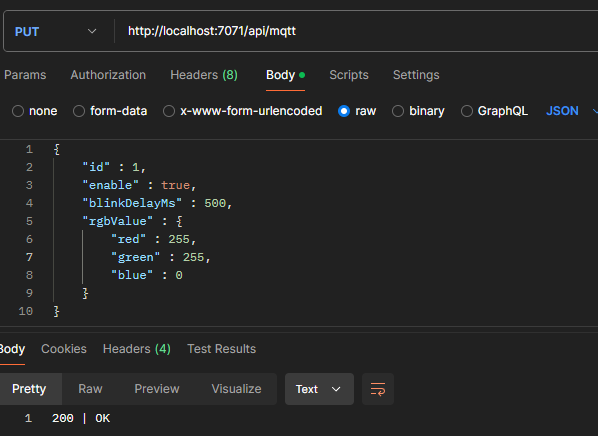 PUT http://localhost:7071/api/mqtt
Params Authorization Headers (8) Body Scripts Settings
none form-data x-www-form-urlencoded raw binary GraphQL JSON
1 {
2 "id" : 1,
3 "enable" : true,
4 "blinkDelayMs" : 500,
5 "rgbValue" : {
6 "red" : 255,
7 "green" : 255,
8 "blue" : 0
9 }
10 }
Body Cookies Headers (4) Test Results
Pretty Raw Preview Visualize Text
1 200 | OK